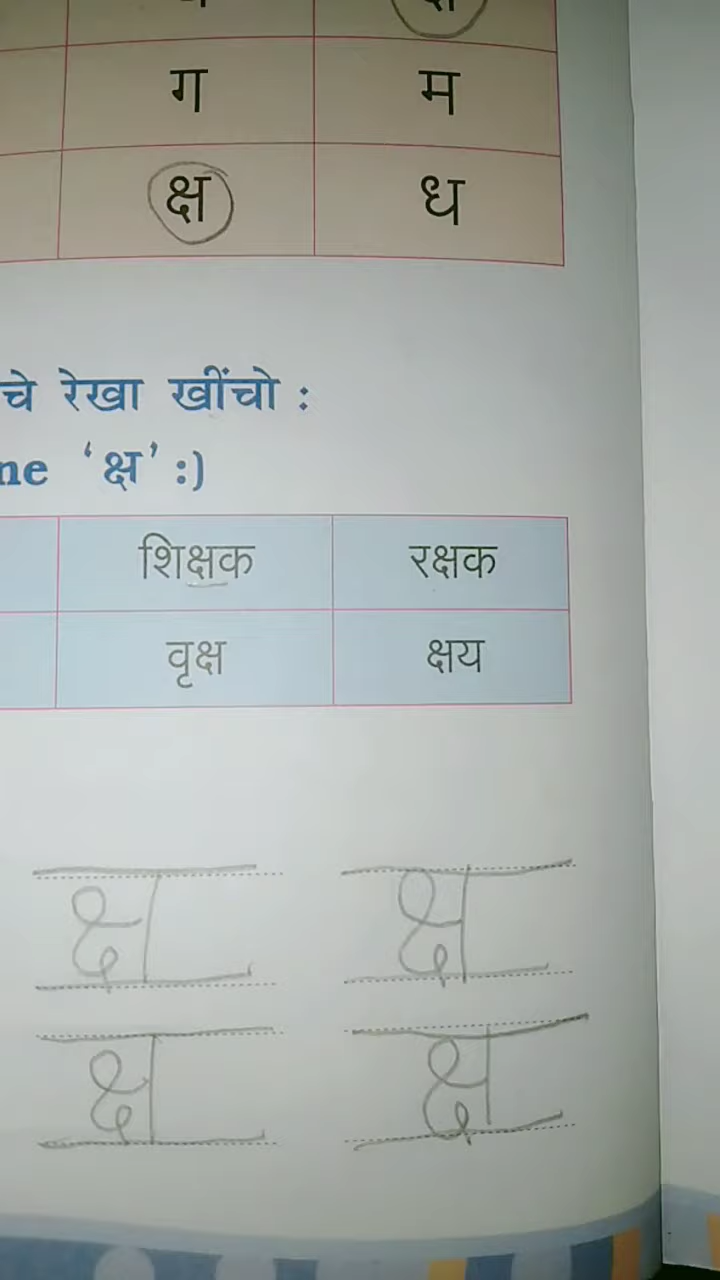 ग म
क्ष ध
चे रेखा खींचो :
ne ‘क्ष’ :)
शिक्षक रक्षक
वृक्ष क्षय
क्ष क्ष
क्ष क्ष